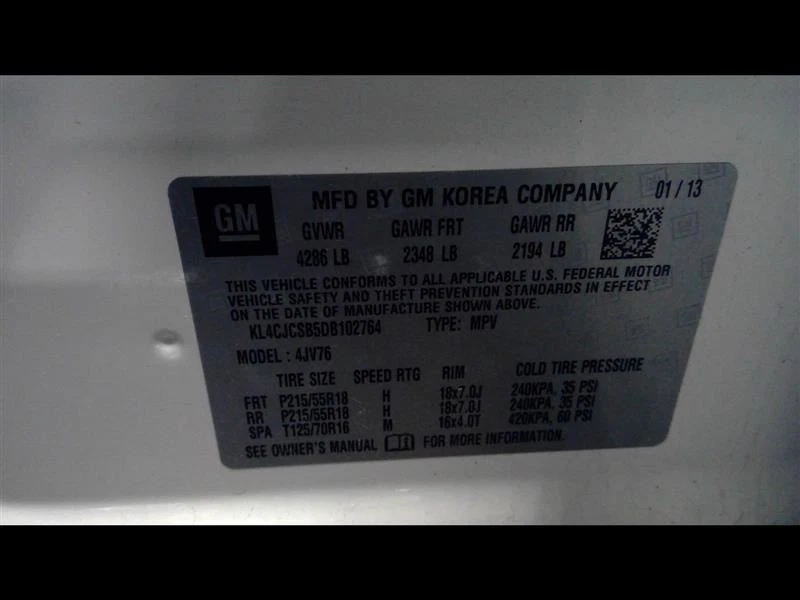 GM MFD BY GM KOREA COMPANY 01 / 13
GVWR GAWR FRT GAWR RR
4286 LB 2348 LB 2194 LB
THIS VEHICLE CONFORMS TO ALL APPLICABLE U.S. FEDERAL MOTOR
VEHICLE SAFETY AND THEFT PREVENTION STANDARDS IN EFFECT
ON THE DATE OF MANUFACTURE SHOWN ABOVE.
KL4CJCSB5DB102764 TYPE: MPV
MODEL : 4JV76
TIRE SIZE SPEED RTG RIM COLD TIRE PRESSURE
FRT P215/55R18 H 18x7.0J 240KPA, 35 PSI
RR P215/55R18 H 18x7.0J 240KPA, 35 PSI
SPA T125/70R16 M 16x4.0T 420KPA, 60 PSI
SEE OWNER'S MANUAL FOR MORE INFORMATION.